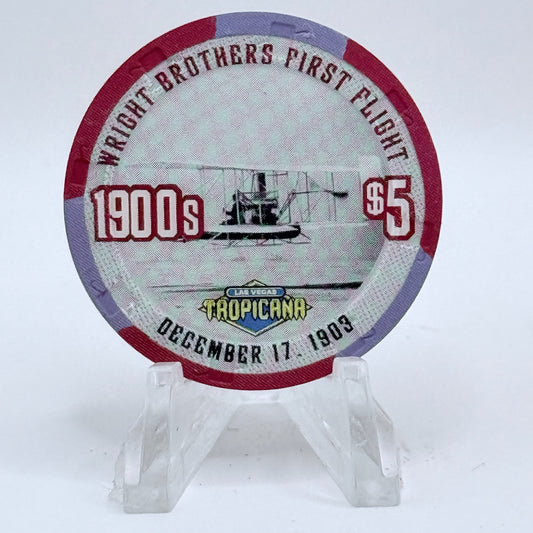 WRIGHT BROTHERS FIRST FLIGHT
1900s
$5
LAS VEGAS
TROPICANA
DECEMBER 17, 1903